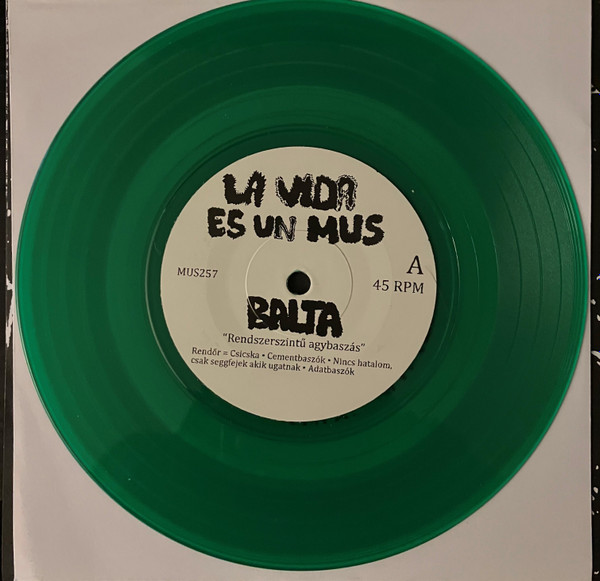 LA VIDA
ES UN MUS
MUS257
A
45 RPM
BALTA
"Rendszerszíntű agybaszás"
Rendőr = Csicska • Cementbaszók • Nincs hatalom,
csak seggfejek akik ugatnak • Adatbaszók